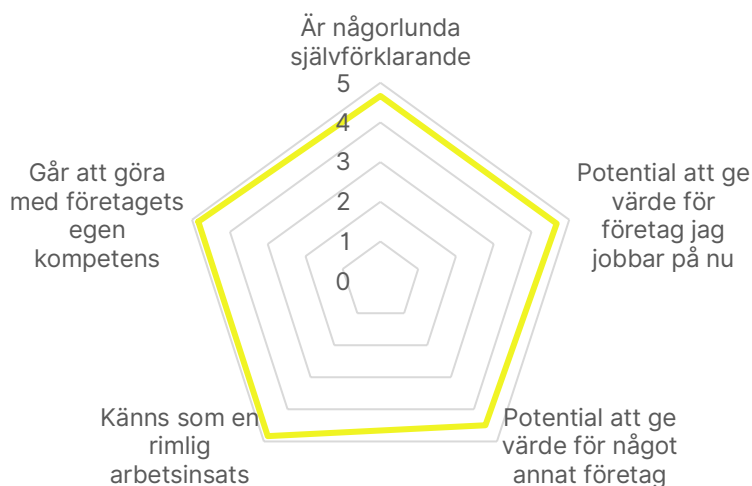 Är någorlunda
självförklarande
5
4
3
2
1
0
Potential att ge
värde för
företag jag
jobbar på nu
Potential att ge
värde för något
annat företag
Känns som en
rimlig
arbetsinsats
Går att göra
med företagets
egen
kompetens